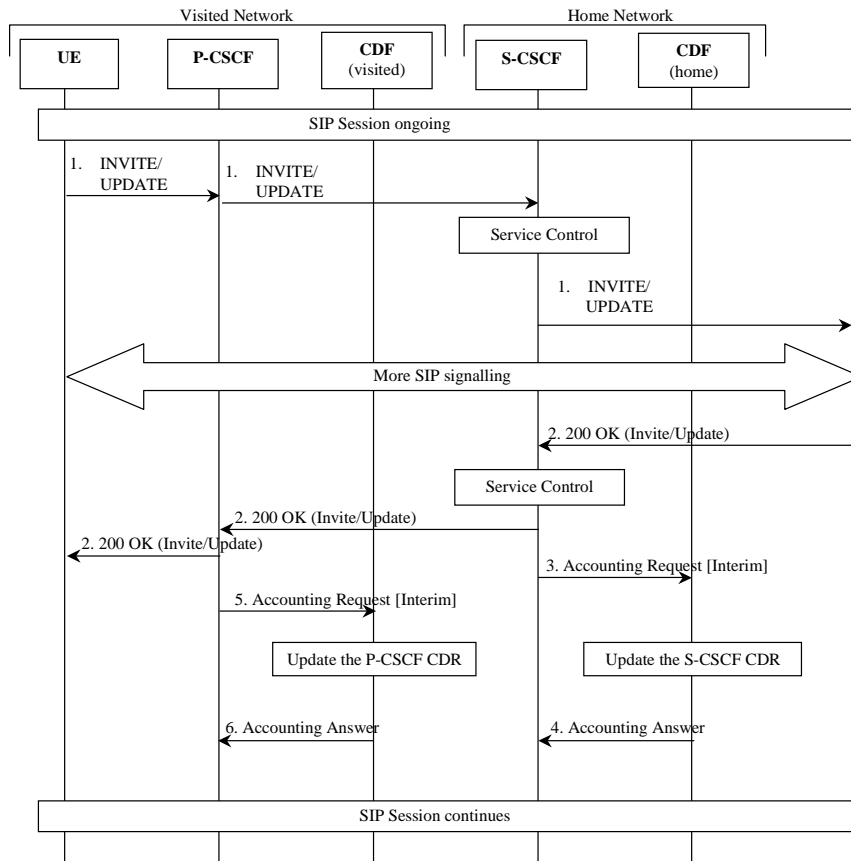 Visited Network
Home Network
UE
P-CSCF
CDF
(visited)
S-CSCF
CDF
(home)
SIP Session ongoing
1. INVITE/
UPDATE
1. INVITE/
UPDATE
Service Control
1. INVITE/
UPDATE
More SIP signalling
2. 200 OK (Invite/Update)
Service Control
2. 200 OK (Invite/Update)
2. 200 OK (Invite/Update)
3. Accounting Request [Interim]
5. Accounting Request [Interim]
Update the P-CSCF CDR
Update the S-CSCF CDR
6. Accounting Answer
4. Accounting Answer
SIP Session continues